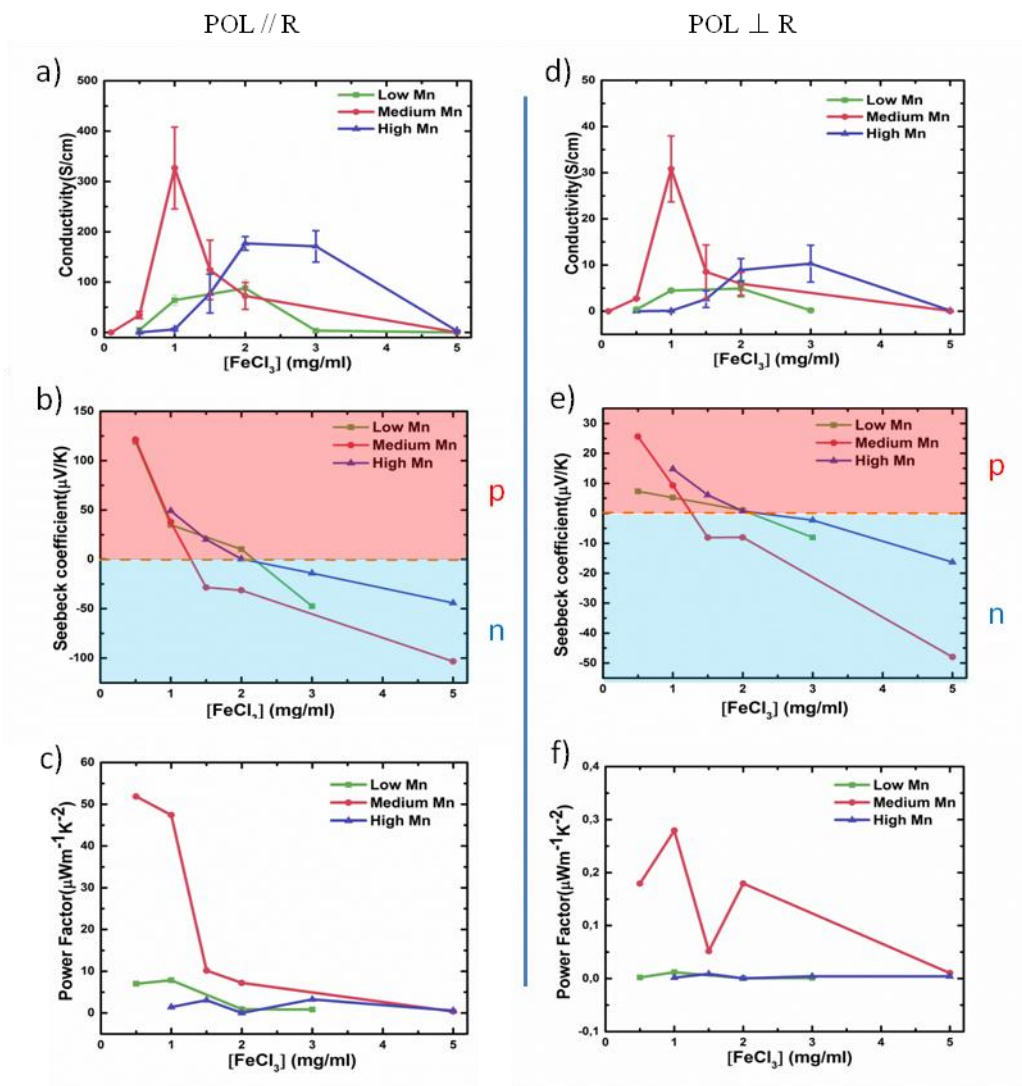 POL // R
POL ⊥ R
a)
500
400
300
200
100
0
Conductivity(S/cm)
Low Mn
Medium Mn
High Mn
0 1 2 3 4 5
[FeCl3] (mg/ml)
d)
50
40
30
20
10
0
Conductivity(S/cm)
Low Mn
Medium Mn
High Mn
0 1 2 3 4 5
[FeCl3] (mg/ml)
b)
150
100
50
0
-50
-100
Seebeck coefficient(μV/K)
Low Mn
Medium Mn
High Mn
p
n
0 1 2 3 4 5
[FeCl3] (mg/ml)
e)
30
20
10
0
-10
-20
-30
-40
-50
Seebeck coefficient(μV/K)
Low Mn
Medium Mn
High Mn
p
n
0 1 2 3 4 5
[FeCl3] (mg/ml)
c)
60
50
40
30
20
10
0
Power Factor(μWm-1K-2)
Low Mn
Medium Mn
High Mn
0 1 2 3 4 5
[FeCl3] (mg/ml)
f)
0,4
0,3
0,2
0,1
0,0
-0,1
Power Factor(μWm-1K-2)
Low Mn
Medium Mn
High Mn
0 1 2 3 4 5
[FeCl3] (mg/ml)